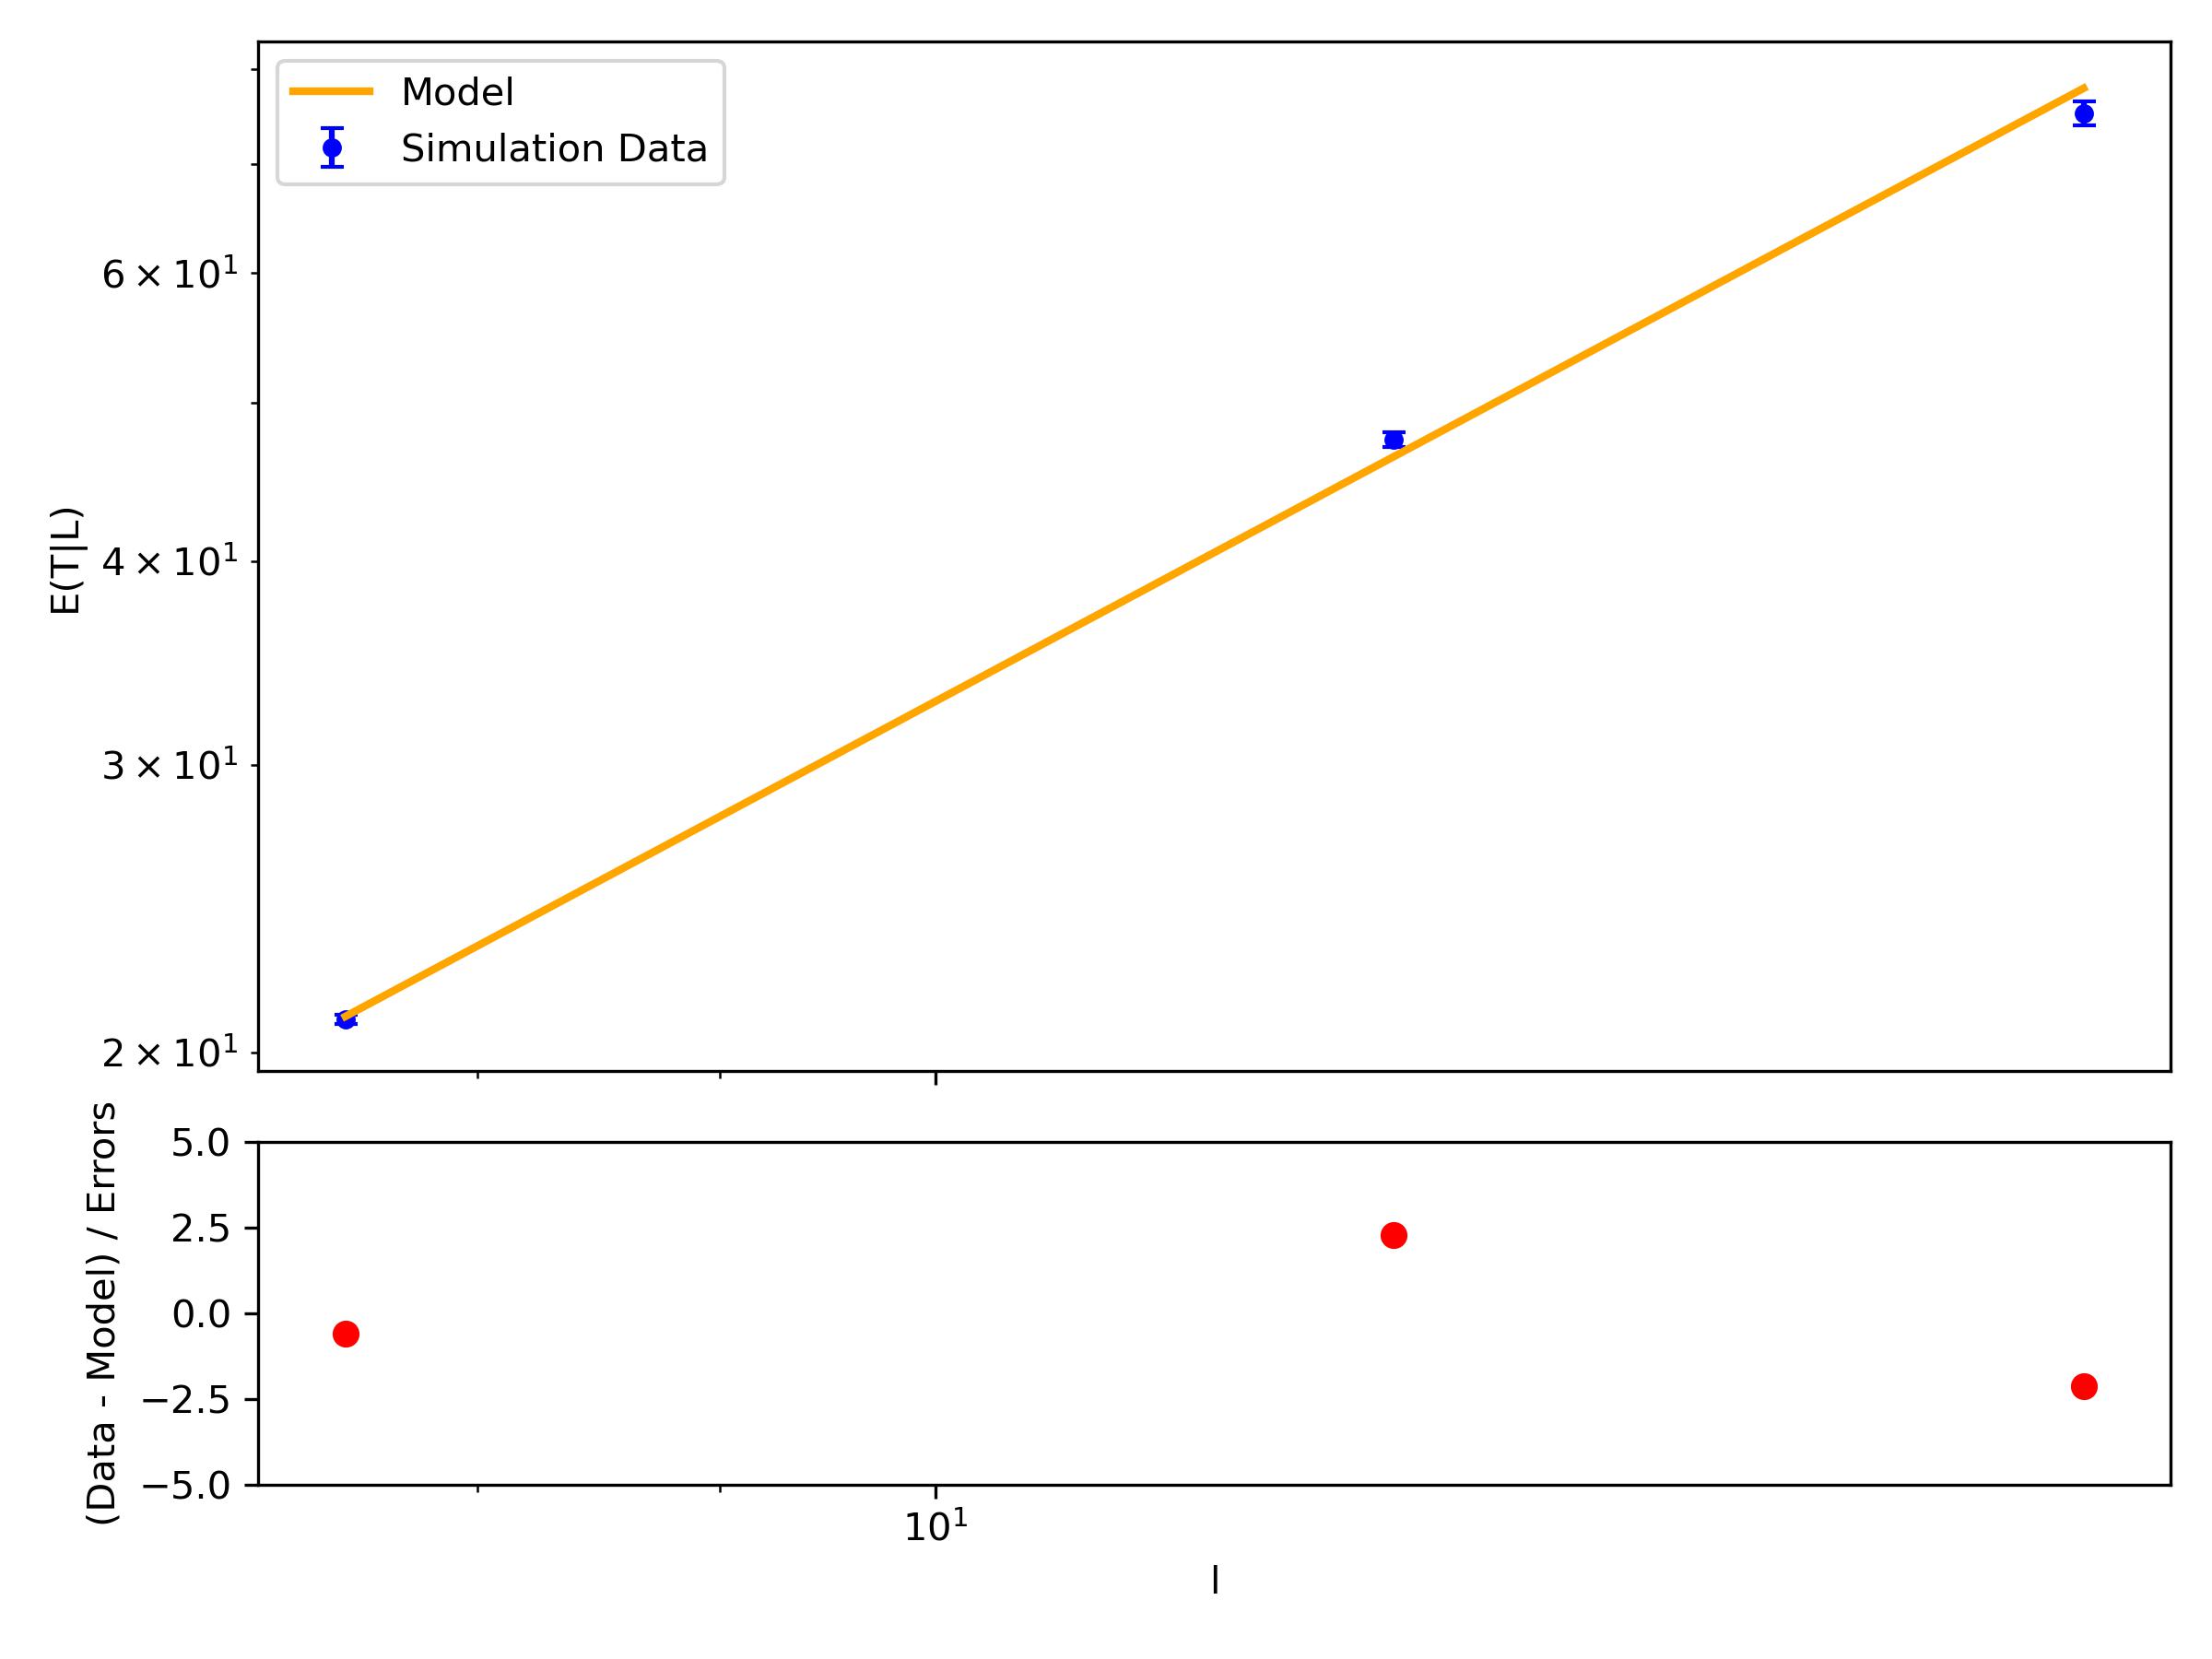 Model
Simulation Data
E(T|L)
6 × 10¹
4 × 10¹
3 × 10¹
2 × 10¹
(Data - Model) / Errors
5.0
2.5
0.0
−2.5
−5.0
10¹
l